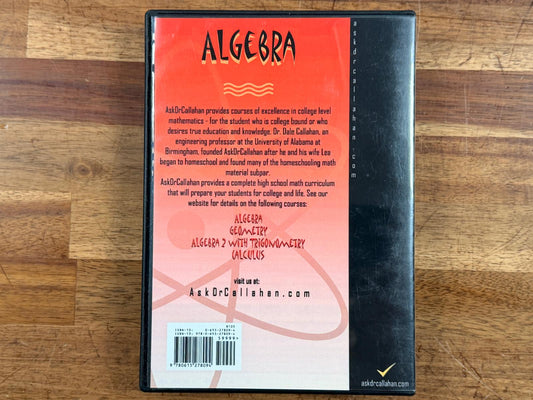 ALGEBRA
AskDrCallahan provides courses of excellence in college level
mathematics - for the student who is college bound or who
desires true education and knowledge. Dr. Dale Callahan, an
engineering professor at the University of Alabama at
Birmingham, founded AskDrCallahan after he and his wife Lea
began to homeschool and found many of the homeschooling math
material subpar.
AskDrCallahan provides a complete high school math curriculum
that will prepare your students for college and life. See our
website for details on the following courses:
ALGEBRA
GEOMETRY
ALGEBRA 2 WITH TRIGONOMETRY
CALCULUS
visit us at:
AskDrCallahan.com
askdrcallahan.com
askdrcallahan.com